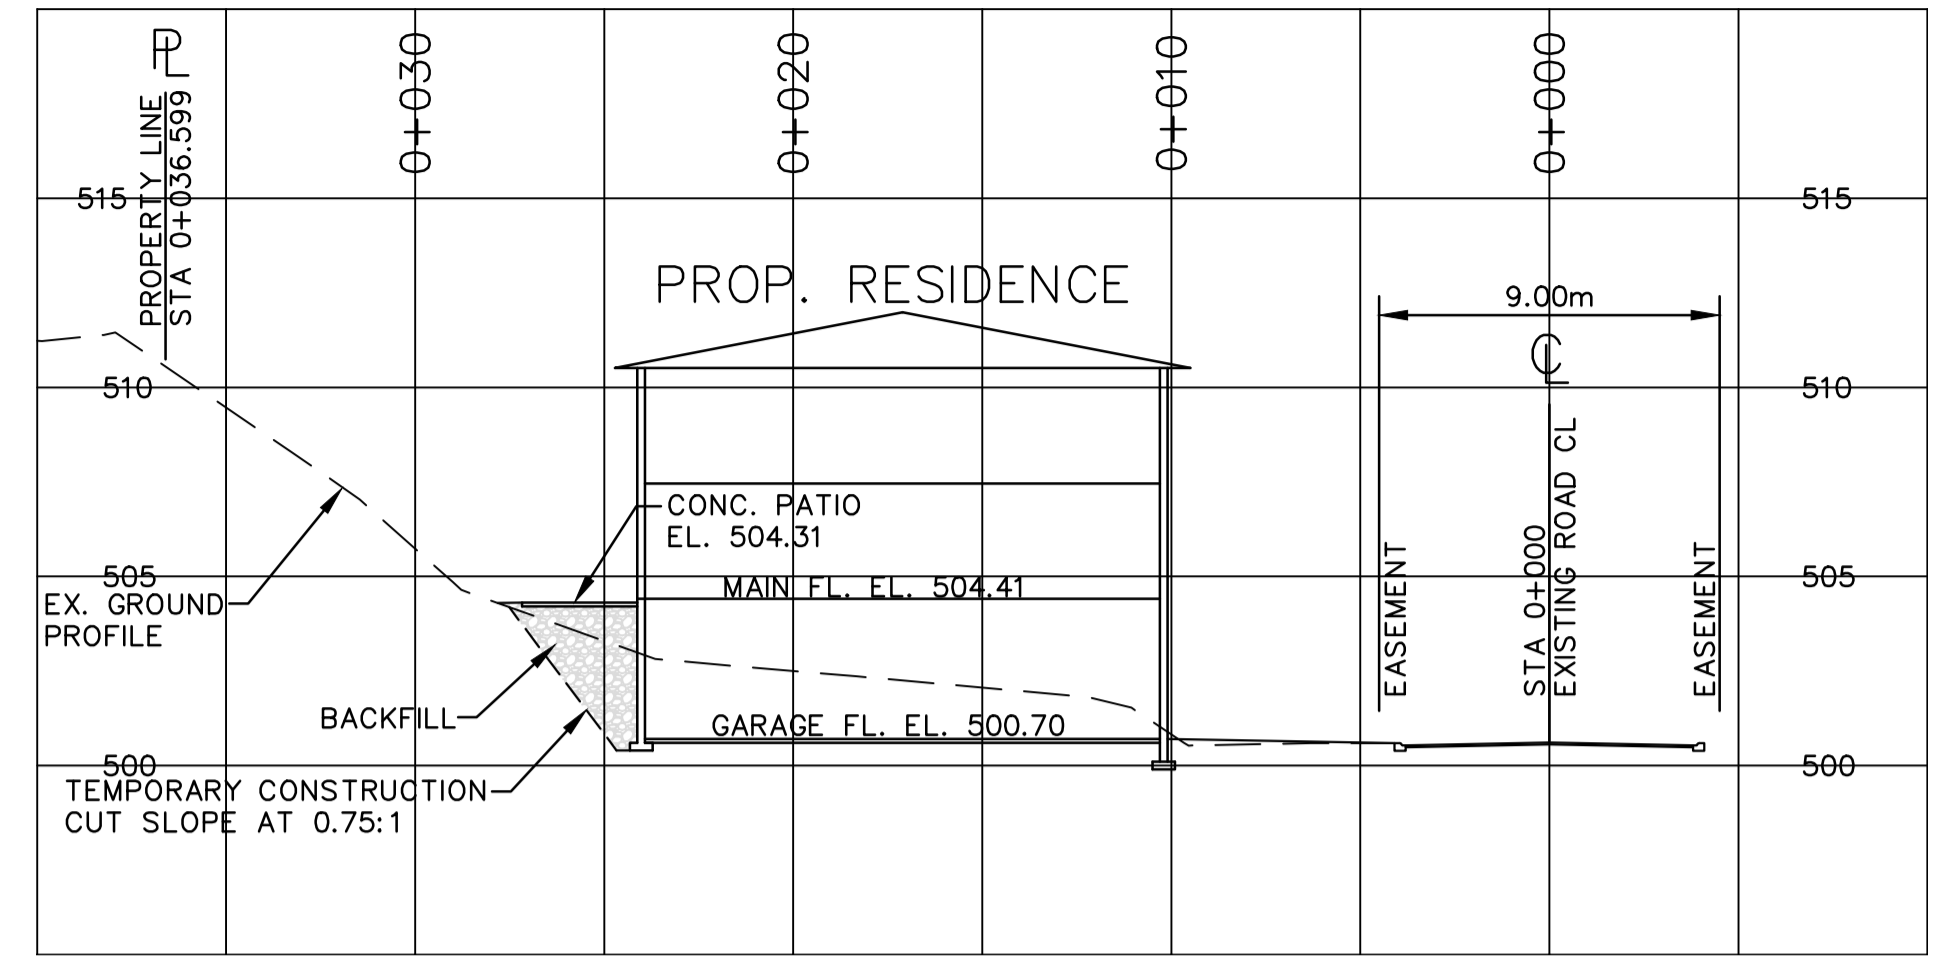 PL
PROPERTY LINE
STA 0+036.599
0+030
0+020
0+010
0+000
515
515
PROP. RESIDENCE
9.00m
CL
510
510
CONC. PATIO
EL. 504.31
505
505
MAIN FL. EL. 504.41
EX. GROUND
PROFILE
EASEMENT
STA 0+000
EXISTING ROAD CL
EASEMENT
BACKFILL
GARAGE FL. EL. 500.70
500
500
TEMPORARY CONSTRUCTION
CUT SLOPE AT 0.75:1